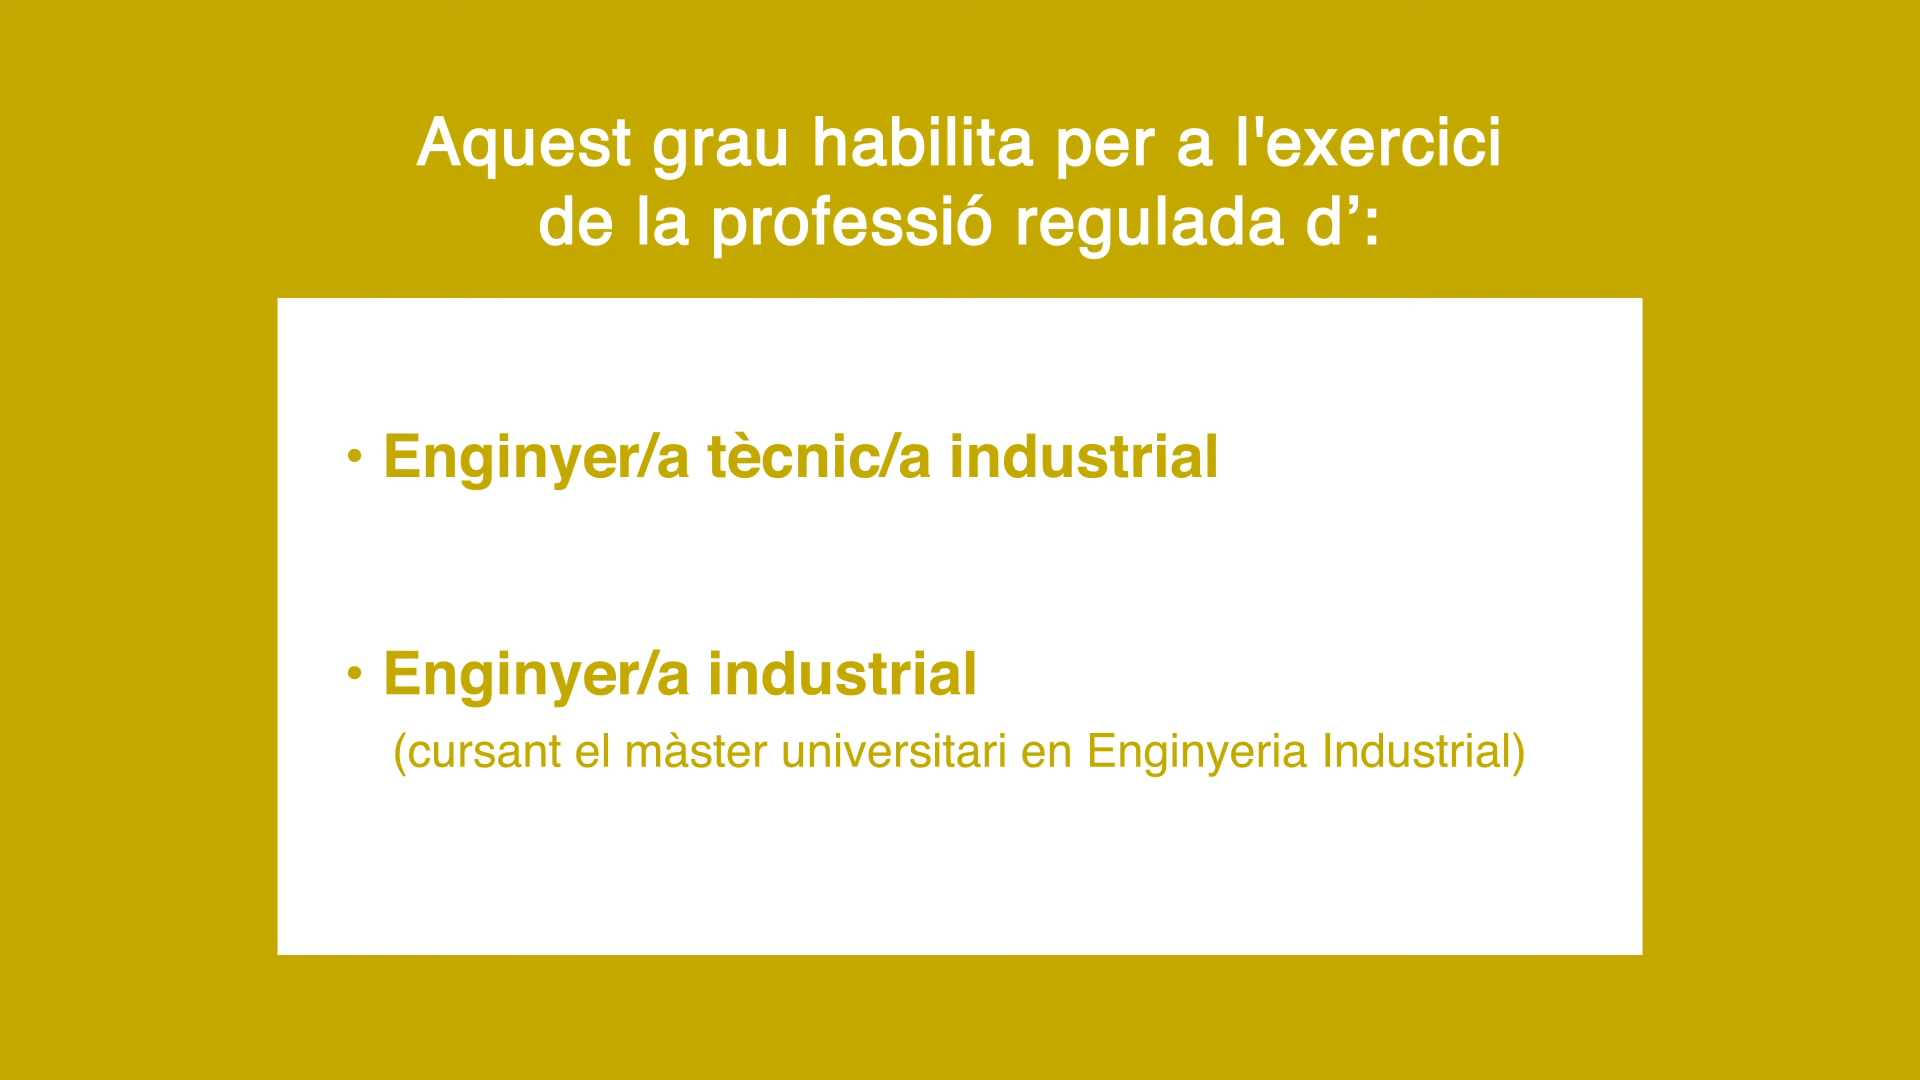 Aquest grau habilita per a l'exercici
de la professió regulada d’:
• Enginyer/a tècnic/a industrial
• Enginyer/a industrial
(cursant el màster universitari en Enginyeria Industrial)